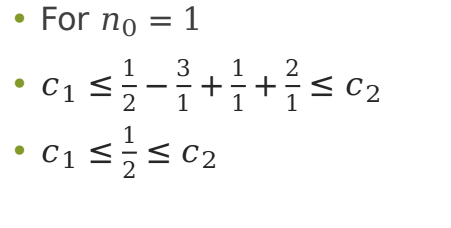 • For n₀ = 1
• c₁ ≤ 1/2 − 3/1 + 1/1 + 2/1 ≤ c₂
• c₁ ≤ 1/2 ≤ c₂